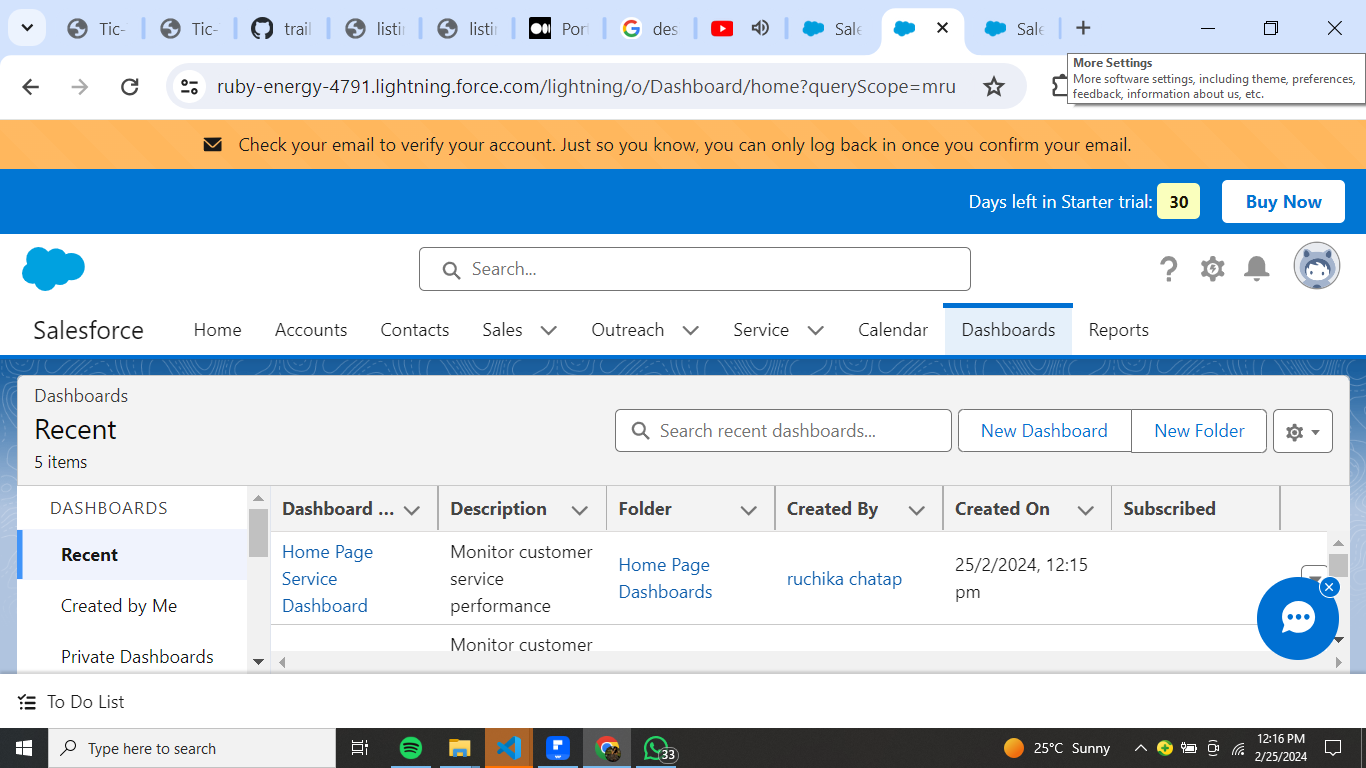 Tic-
Tic-
trail
listin
listin
Port
des
Sale
Sale
ruby-energy-4791.lightning.force.com/lightning/o/Dashboard/home?queryScope=mru
More Settings
More software settings, including theme, preferences,
feedback, information about us, etc.
Check your email to verify your account. Just so you know, you can only log back in once you confirm your email.
Days left in Starter trial: 30 Buy Now
Search...
Salesforce Home Accounts Contacts Sales Outreach Service Calendar Dashboards Reports
Dashboards
Recent
5 items
Search recent dashboards...
New Dashboard
New Folder
DASHBOARDS
Recent
Created by Me
Private Dashboards
Dashboard ... Description Folder Created By Created On Subscribed
Home Page
Service
Dashboard
Monitor customer
service
performance
Home Page
Dashboards
ruchika chatap
25/2/2024, 12:15
pm
Monitor customer
To Do List
Type here to search
33
25°C Sunny
12:16 PM
2/25/2024